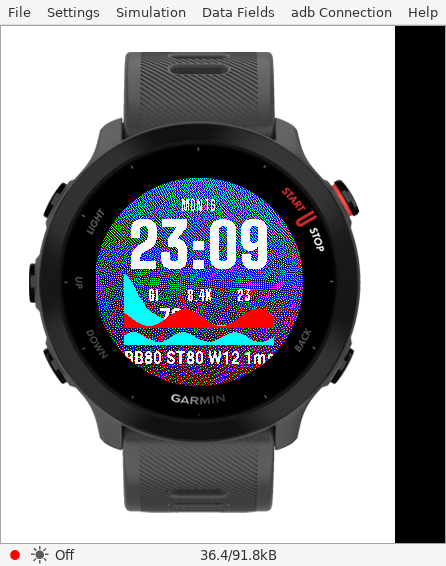 File Settings Simulation Data Fields adb Connection Help
START
STOP
LIGHT
MON 16
23:09
UP
61 8.4K 23
DOWN
BACK
BB80 ST80 W12 1m
GARMIN
Off 36.4/91.8kB